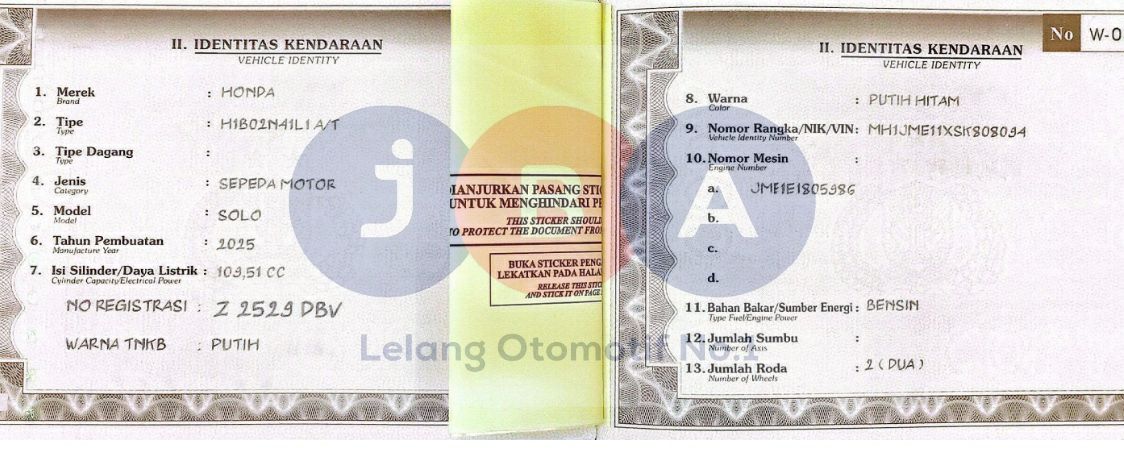 II. IDENTITAS KENDARAAN
VEHICLE IDENTITY
1. Merek : HONDA
Brand
2. Tipe : H1B02N41L1 A/T
Type
3. Tipe Dagang :
Type
4. Jenis : SEPEDA MOTOR
Category
5. Model : SOLO
Model
6. Tahun Pembuatan : 2025
Manufacture Year
7. Isi Silinder/Daya Listrik : 109,51 CC
Cylinder Capacity/Electrical Power
NO REGISTRASI : Z 2529 DBV
WARNA TNKB : PUTIH
DIANJURKAN PASANG STI
UNTUK MENGHINDARI PE
THIS STICKER SHOUL
TO PROTECT THE DOCUMENT FRO
BUKA STICKER PENG
LEKATKAN PADA HALA
RELEASE THIS STIC
AND STICK IT ON PAGE
No W-0
II. IDENTITAS KENDARAAN
VEHICLE IDENTITY
8. Warna : PUTIH HITAM
Color
9. Nomor Rangka/NIK/VIN : MH1JME11XSK808094
Vehicle Identity Number
10. Nomor Mesin :
Engine Number
a. JME1E1805986
b.
c.
d.
11. Bahan Bakar/Sumber Energi : BENSIN
Type Fuel/Engine Power
12. Jumlah Sumbu :
Number of Axis
13. Jumlah Roda : 2 (DUA)
Number of Wheels
JBA
Lelang Otomotif No.1